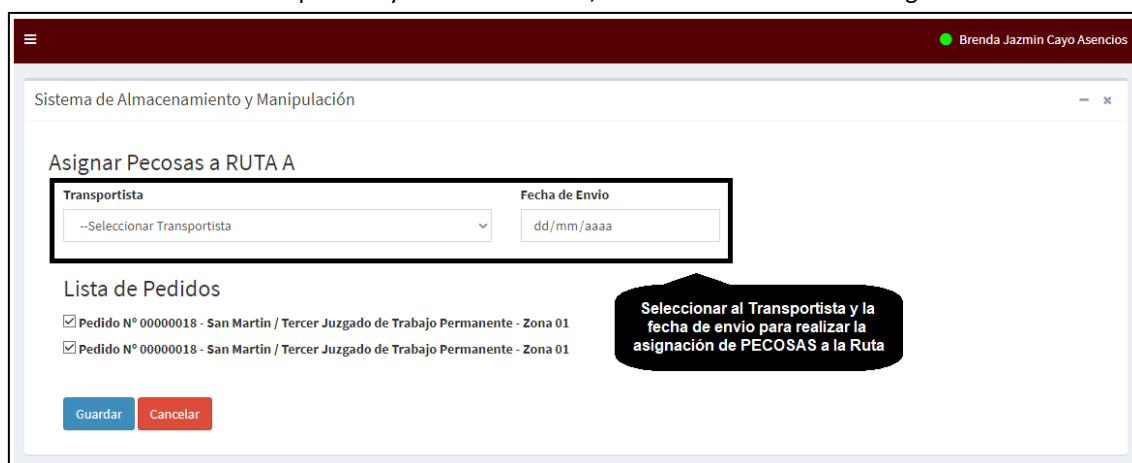 Brenda Jazmin Cayo Asencios
Sistema de Almacenamiento y Manipulación
Asignar Pecosas a RUTA A
Transportista
Fecha de Envio
--Seleccionar Transportista
dd/mm/aaaa
Lista de Pedidos
Pedido Nº 00000018 - San Martin / Tercer Juzgado de Trabajo Permanente - Zona 01
Pedido Nº 00000018 - San Martin / Tercer Juzgado de Trabajo Permanente - Zona 01
Seleccionar al Transportista y la
fecha de envio para realizar la
asignación de PECOSAS a la Ruta
Guardar
Cancelar